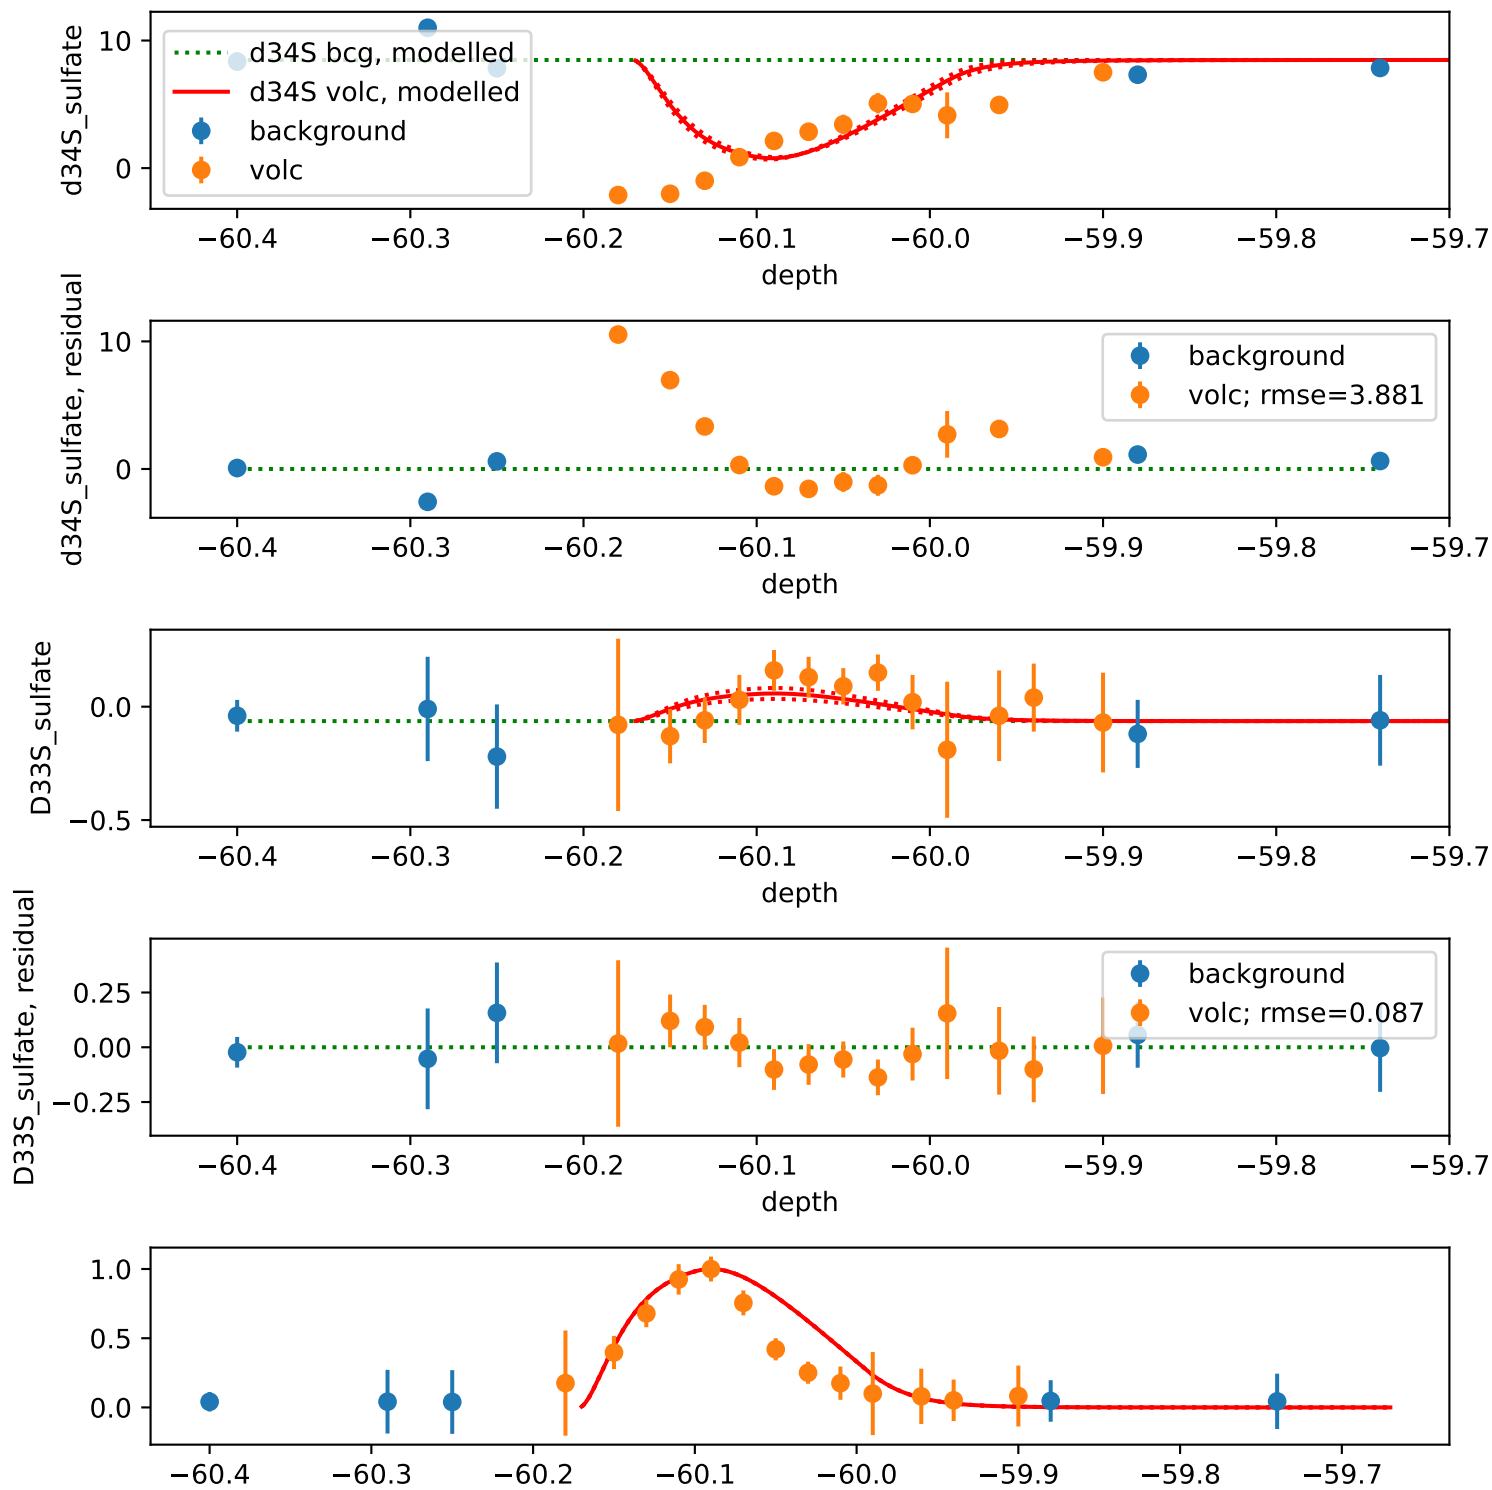 d34S_sulfate
10
0
d34S bcg, modelled
d34S volc, modelled
background
volc
−60.4 −60.3 −60.2 −60.1 −60.0 −59.9 −59.8 −59.7
depth
d34S_sulfate, residual
10
0
background
volc; rmse=3.881
−60.4 −60.3 −60.2 −60.1 −60.0 −59.9 −59.8 −59.7
depth
D33S_sulfate
0.0
−0.5
−60.4 −60.3 −60.2 −60.1 −60.0 −59.9 −59.8 −59.7
depth
D33S_sulfate, residual
0.25
0.00
−0.25
background
volc; rmse=0.087
−60.4 −60.3 −60.2 −60.1 −60.0 −59.9 −59.8 −59.7
depth
1.0
0.5
0.0
−60.4 −60.3 −60.2 −60.1 −60.0 −59.9 −59.8 −59.7